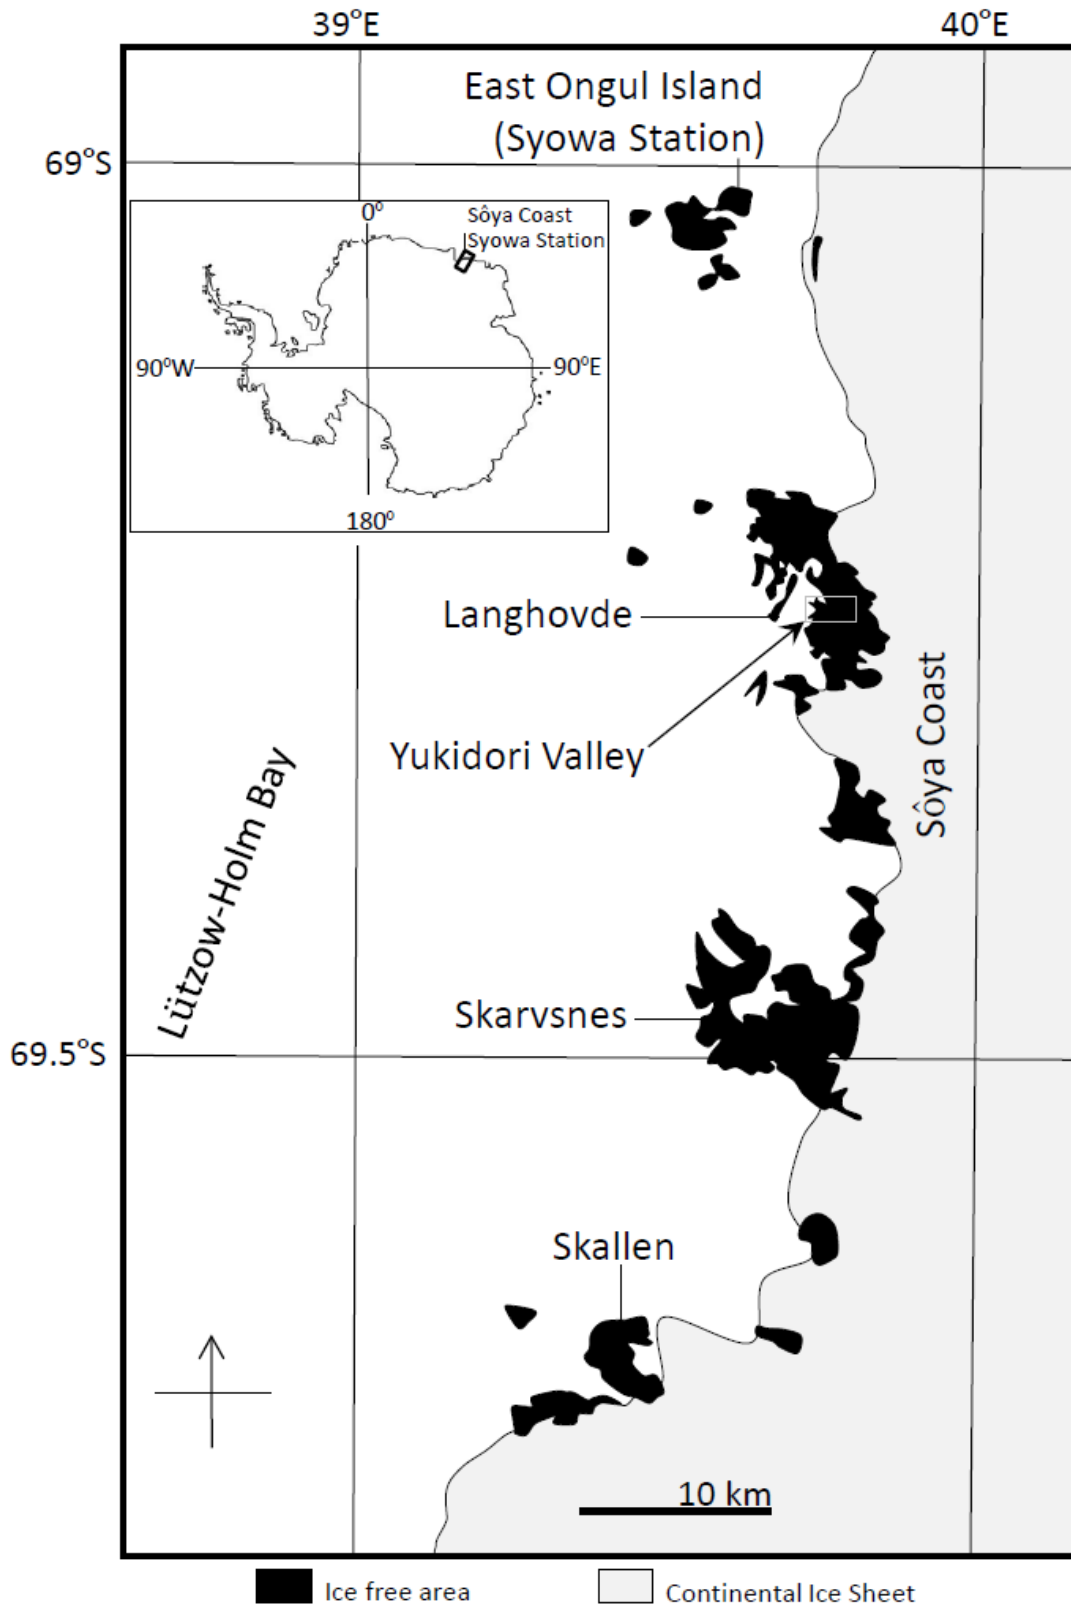 39°E
40°E
East Ongul Island
(Syowa Station)
69°S
0°
Sôya Coast
Syowa Station
90°W
90°E
180°
Langhovde
Yukidori Valley
Sôya Coast
Lützow-Holm Bay
Skarvsnes
69.5°S
Skallen
10 km
Ice free area
Continental Ice Sheet